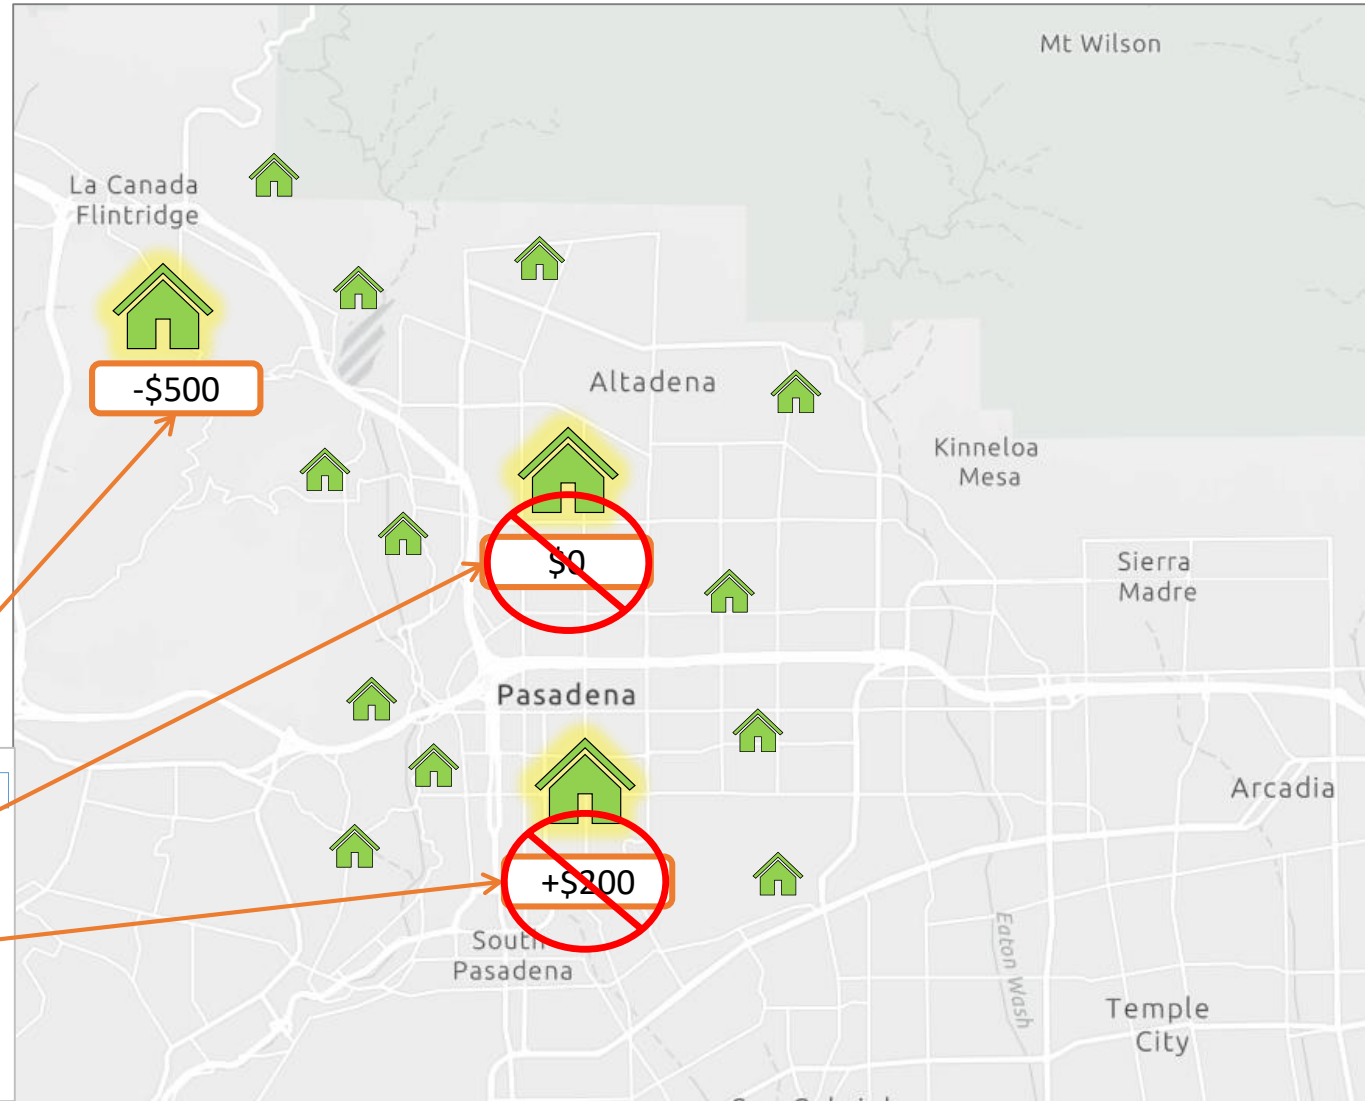 Mt Wilson
La Canada
Flintridge
-$500
Altadena
Kinneloa
Mesa
$0
Sierra
Madre
Pasadena
Arcadia
+$200
South
Pasadena
Eaton Wash
Temple
City